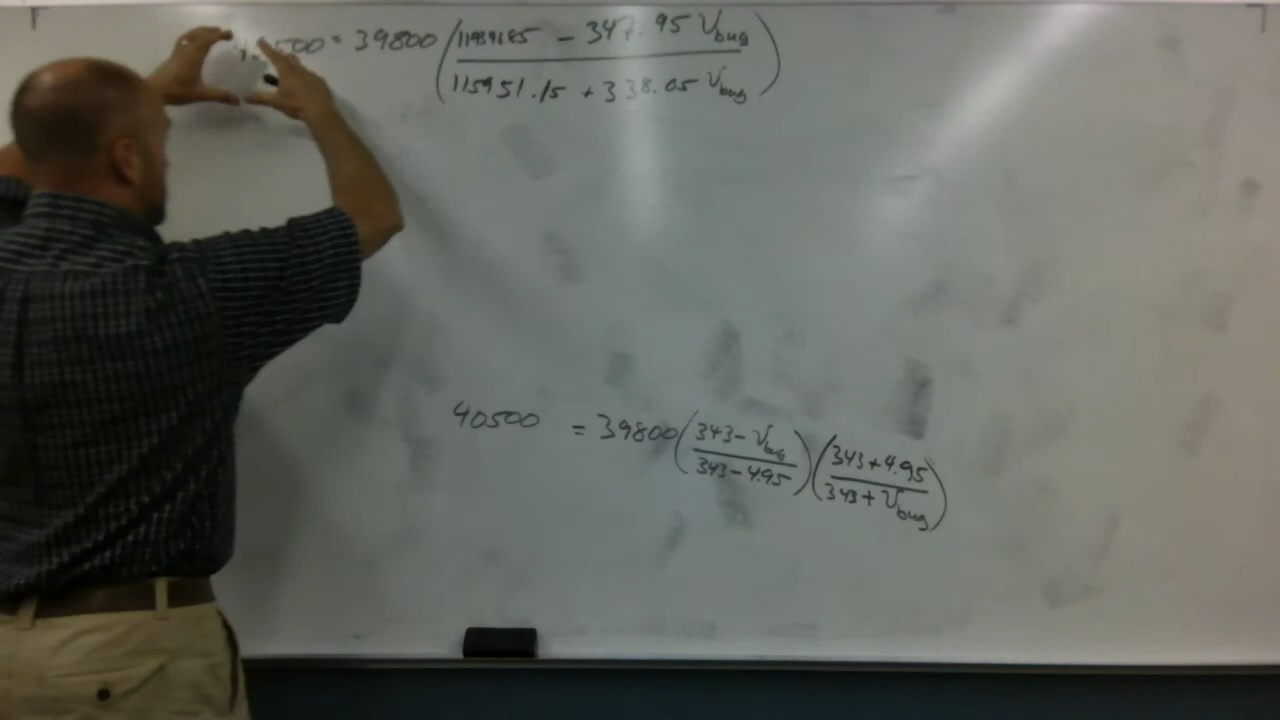 40500 = 39800 (119... − 347.95 V_bug / 115951.15 + 338.05 V_bug)
40500 = 39800 (343 − V_bug / 343 − 4.95) (343 + 4.95 / 343 + V_bug)